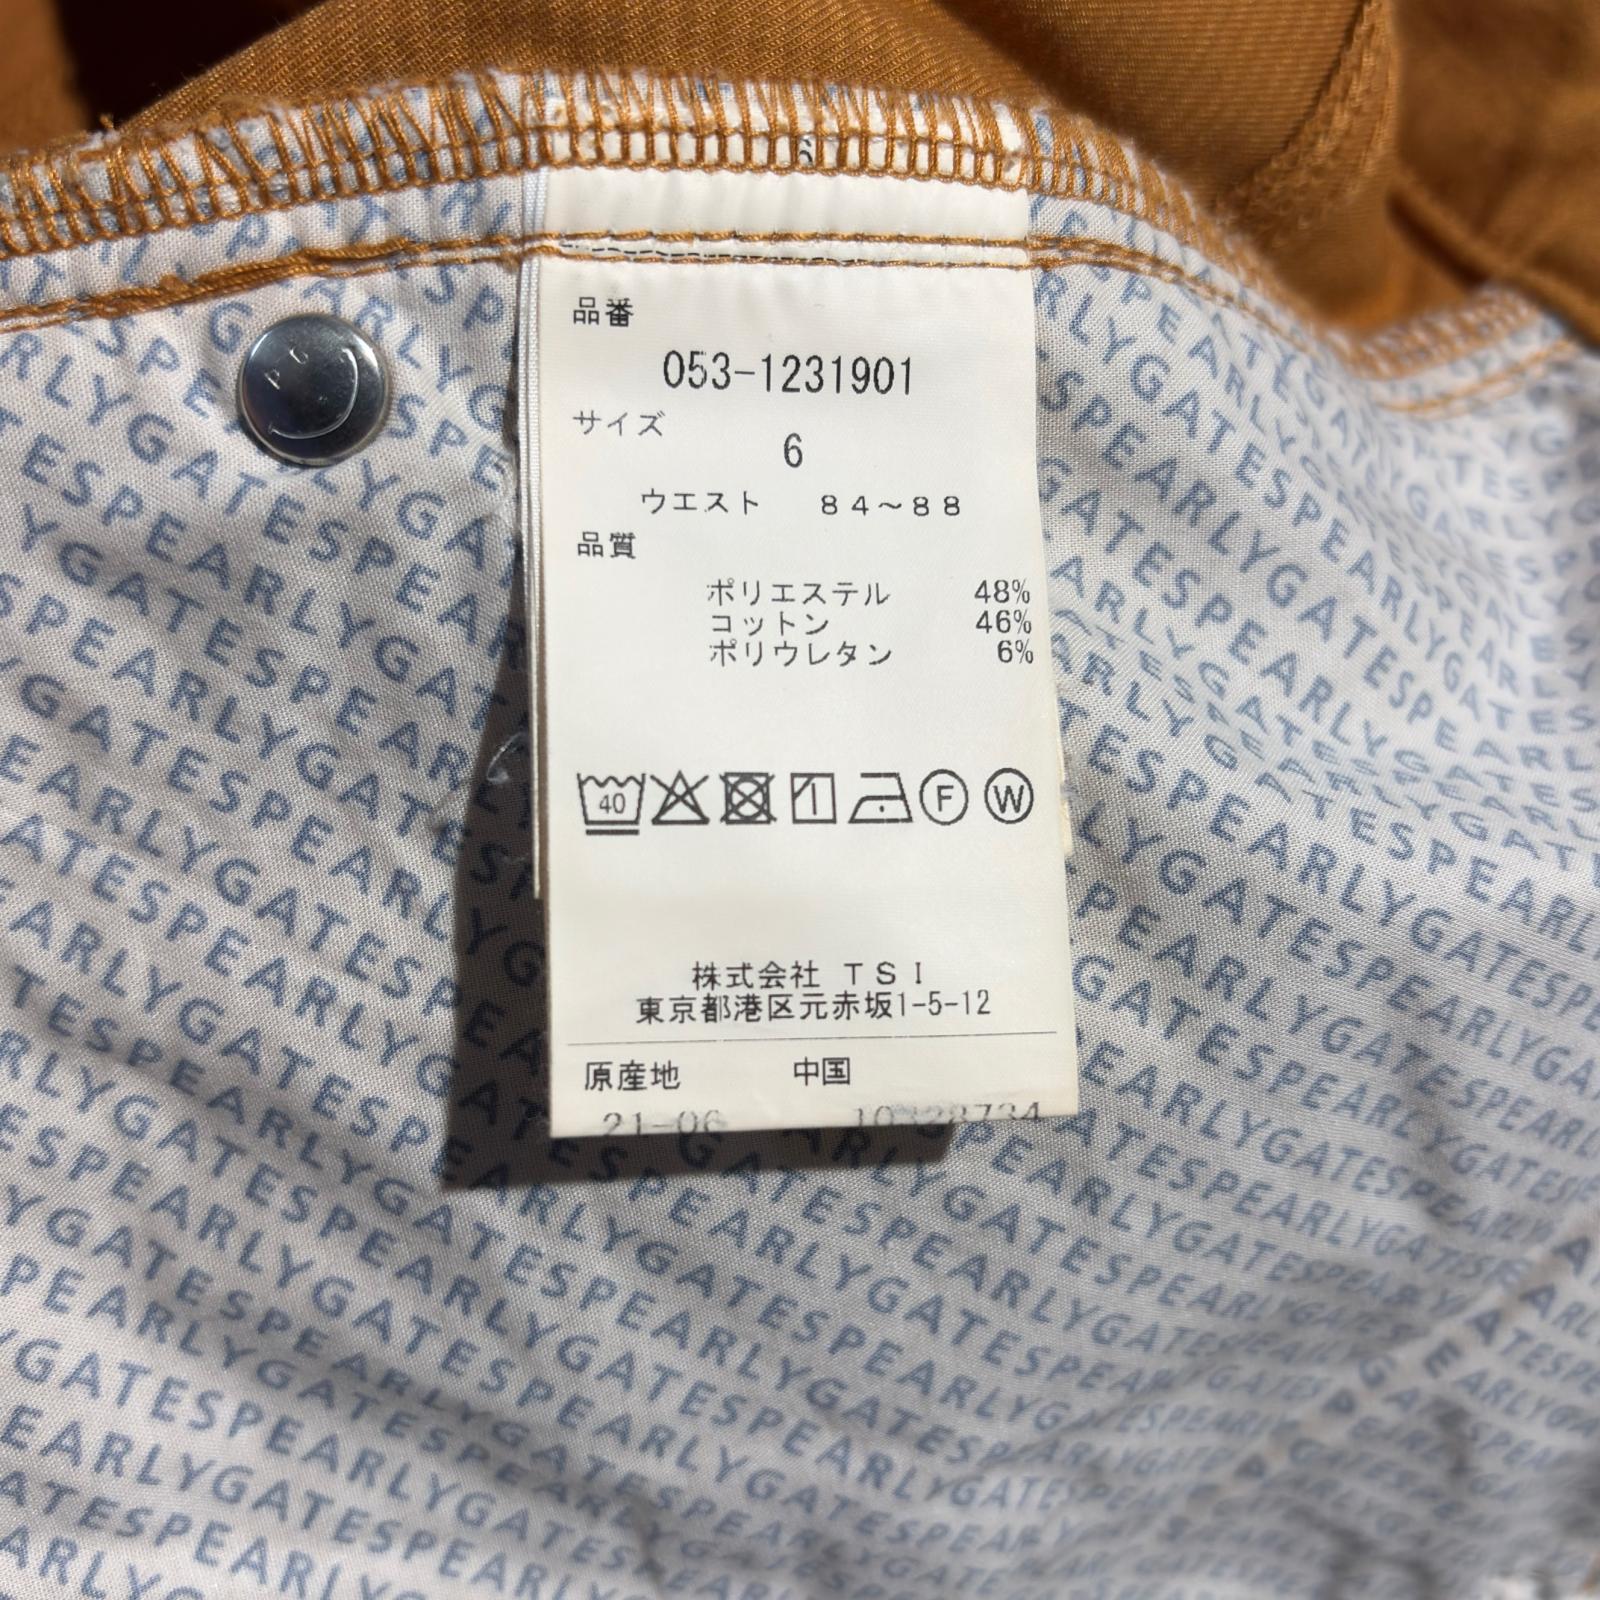 品番
053-1231901
サイズ
6
ウエスト 84～88
品質
ポリエステル 48%
コットン 46%
ポリウレタン 6%
40
F
W
株式会社 TSI
東京都港区元赤坂1-5-12
原産地 中国
21-06 10328734
PEARLYGATES